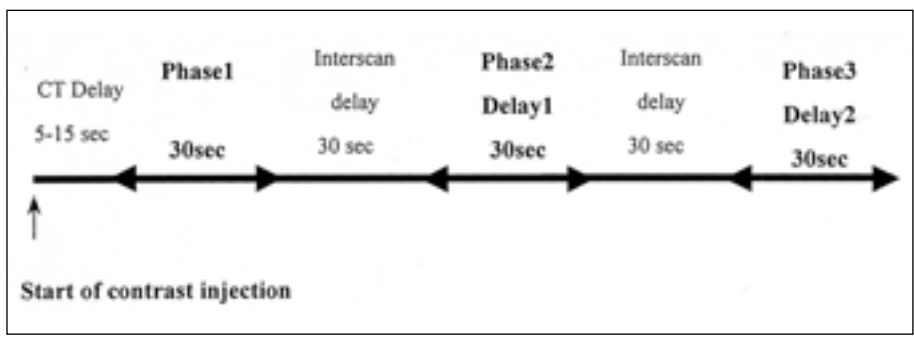 CT Delay
5-15 sec
Phase1
30sec
Interscan
delay
30 sec
Phase2
Delay1
30sec
Interscan
delay
30 sec
Phase3
Delay2
30sec
Start of contrast injection